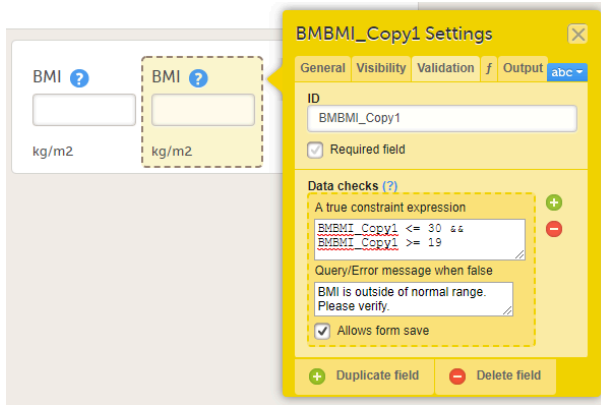 BMI ?
kg/m2
BMI ?
kg/m2
BMBMI_Copy1 Settings
General Visibility Validation f Output abc
ID
BMBMI_Copy1
Required field
Data checks (?)
A true constraint expression
BMBMI_Copy1 <= 30 &&
BMBMI_Copy1 >= 19
Query/Error message when false
BMI is outside of normal range.
Please verify.
Allows form save
Duplicate field Delete field